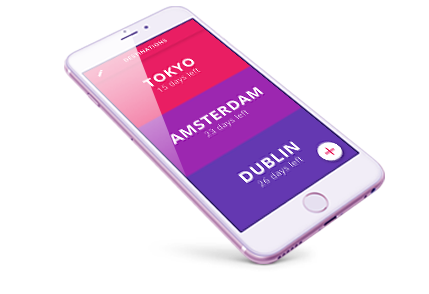 DESTINATIONS
TOKYO
15 days left
AMSTERDAM
23 days left
DUBLIN
26 days left